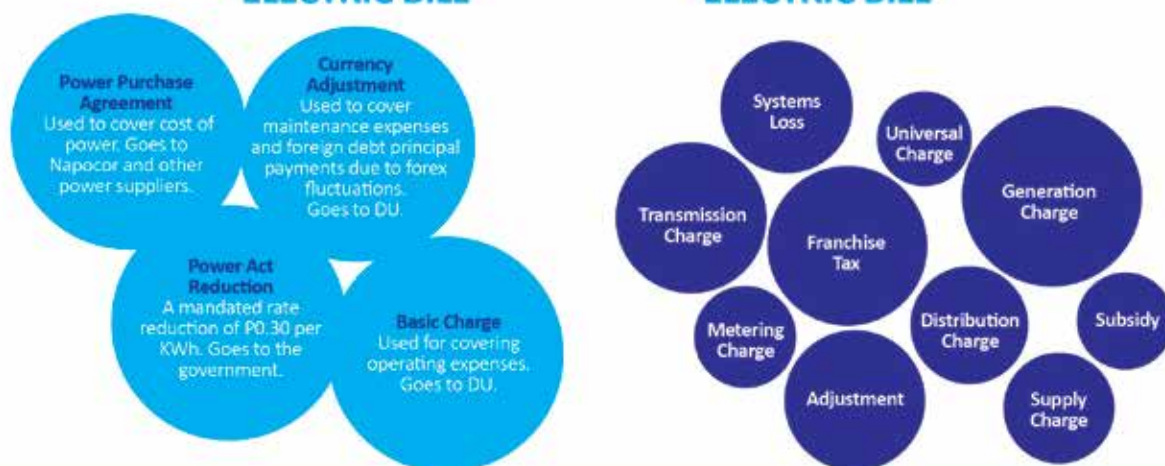 ELECTRIC BILL
ELECTRIC BILL
Power Purchase
Agreement
Used to cover cost of
power. Goes to
Napocor and other
power suppliers.
Currency
Adjustment
Used to cover
maintenance expenses
and foreign debt principal
payments due to forex
fluctuations.
Goes to DU.
Power Act
Reduction
A mandated rate
reduction of P0.30 per
KWh. Goes to the
government.
Basic Charge
Used for covering
operating expenses.
Goes to DU.
Systems
Loss
Universal
Charge
Generation
Charge
Transmission
Charge
Franchise
Tax
Metering
Charge
Distribution
Charge
Subsidy
Adjustment
Supply
Charge